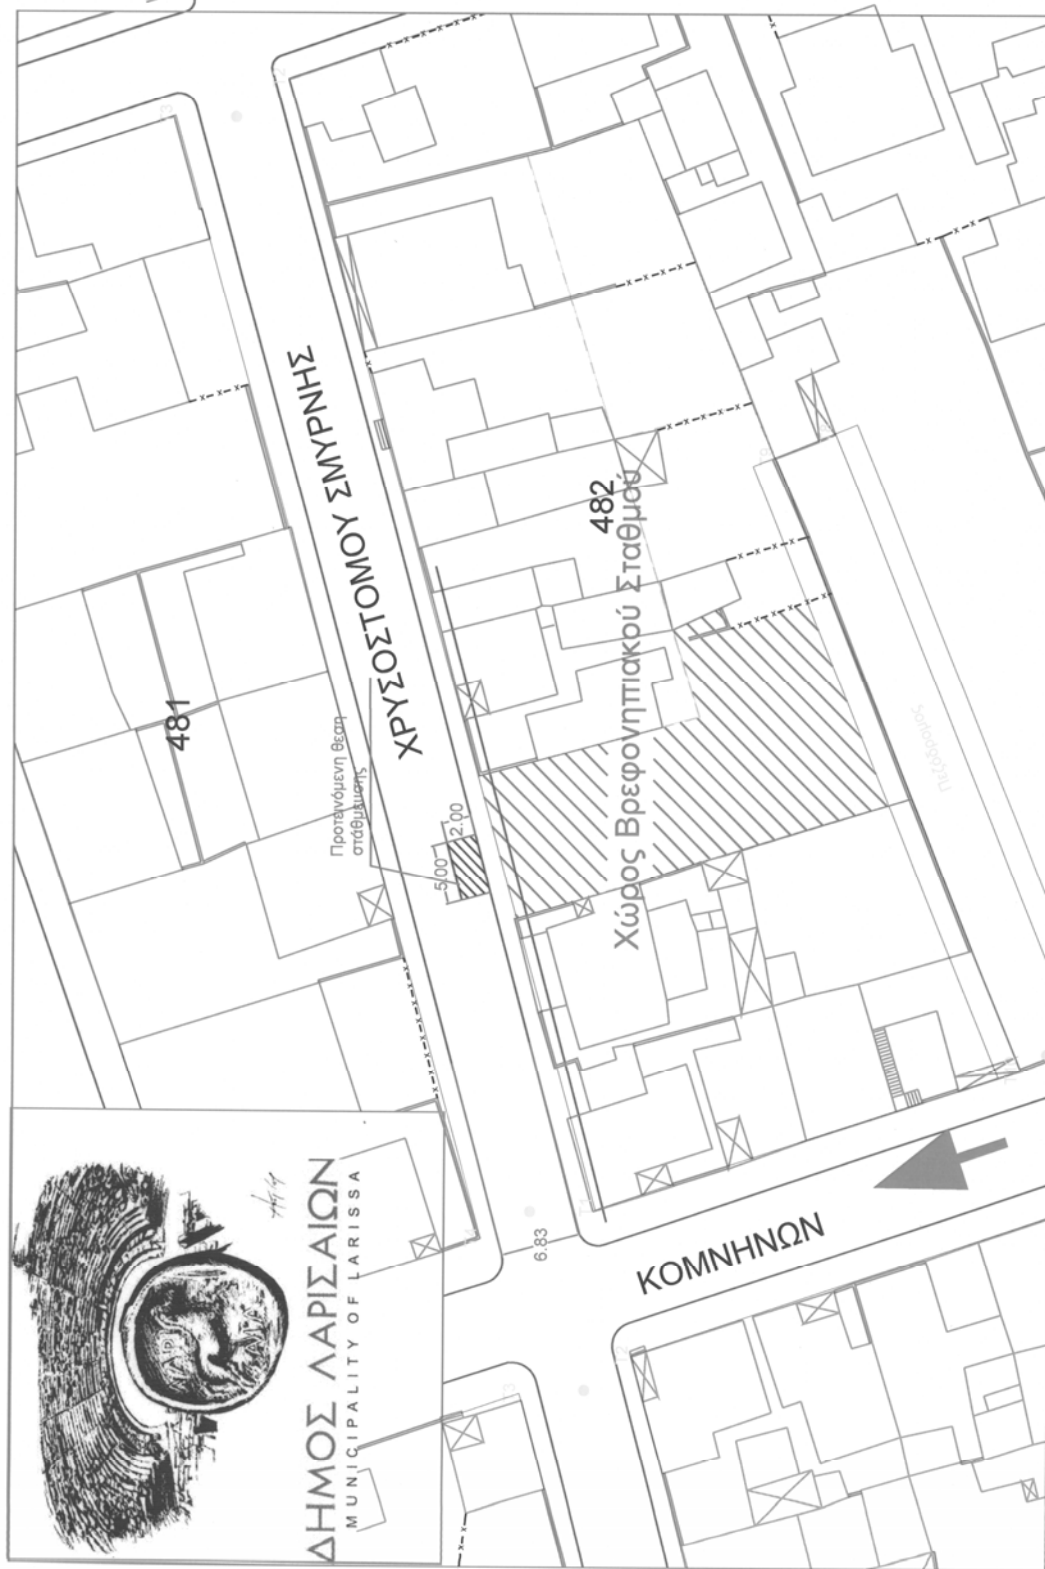 ΧΡΥΣΟΣΤΟΜΟΥ ΣΜΥΡΝΗΣ
481
482
Προτεινόμενη θεση
στάθμευσης
5.00
2.00
Χώρος Βρεφονηπιακού Σταθμού
Πεζόδρομος
6.83
ΚΟΜΝΗΝΩΝ
ΔΗΜΟΣ ΛΑΡΙΣΑΙΩΝ
MUNICIPALITY OF LARISSA